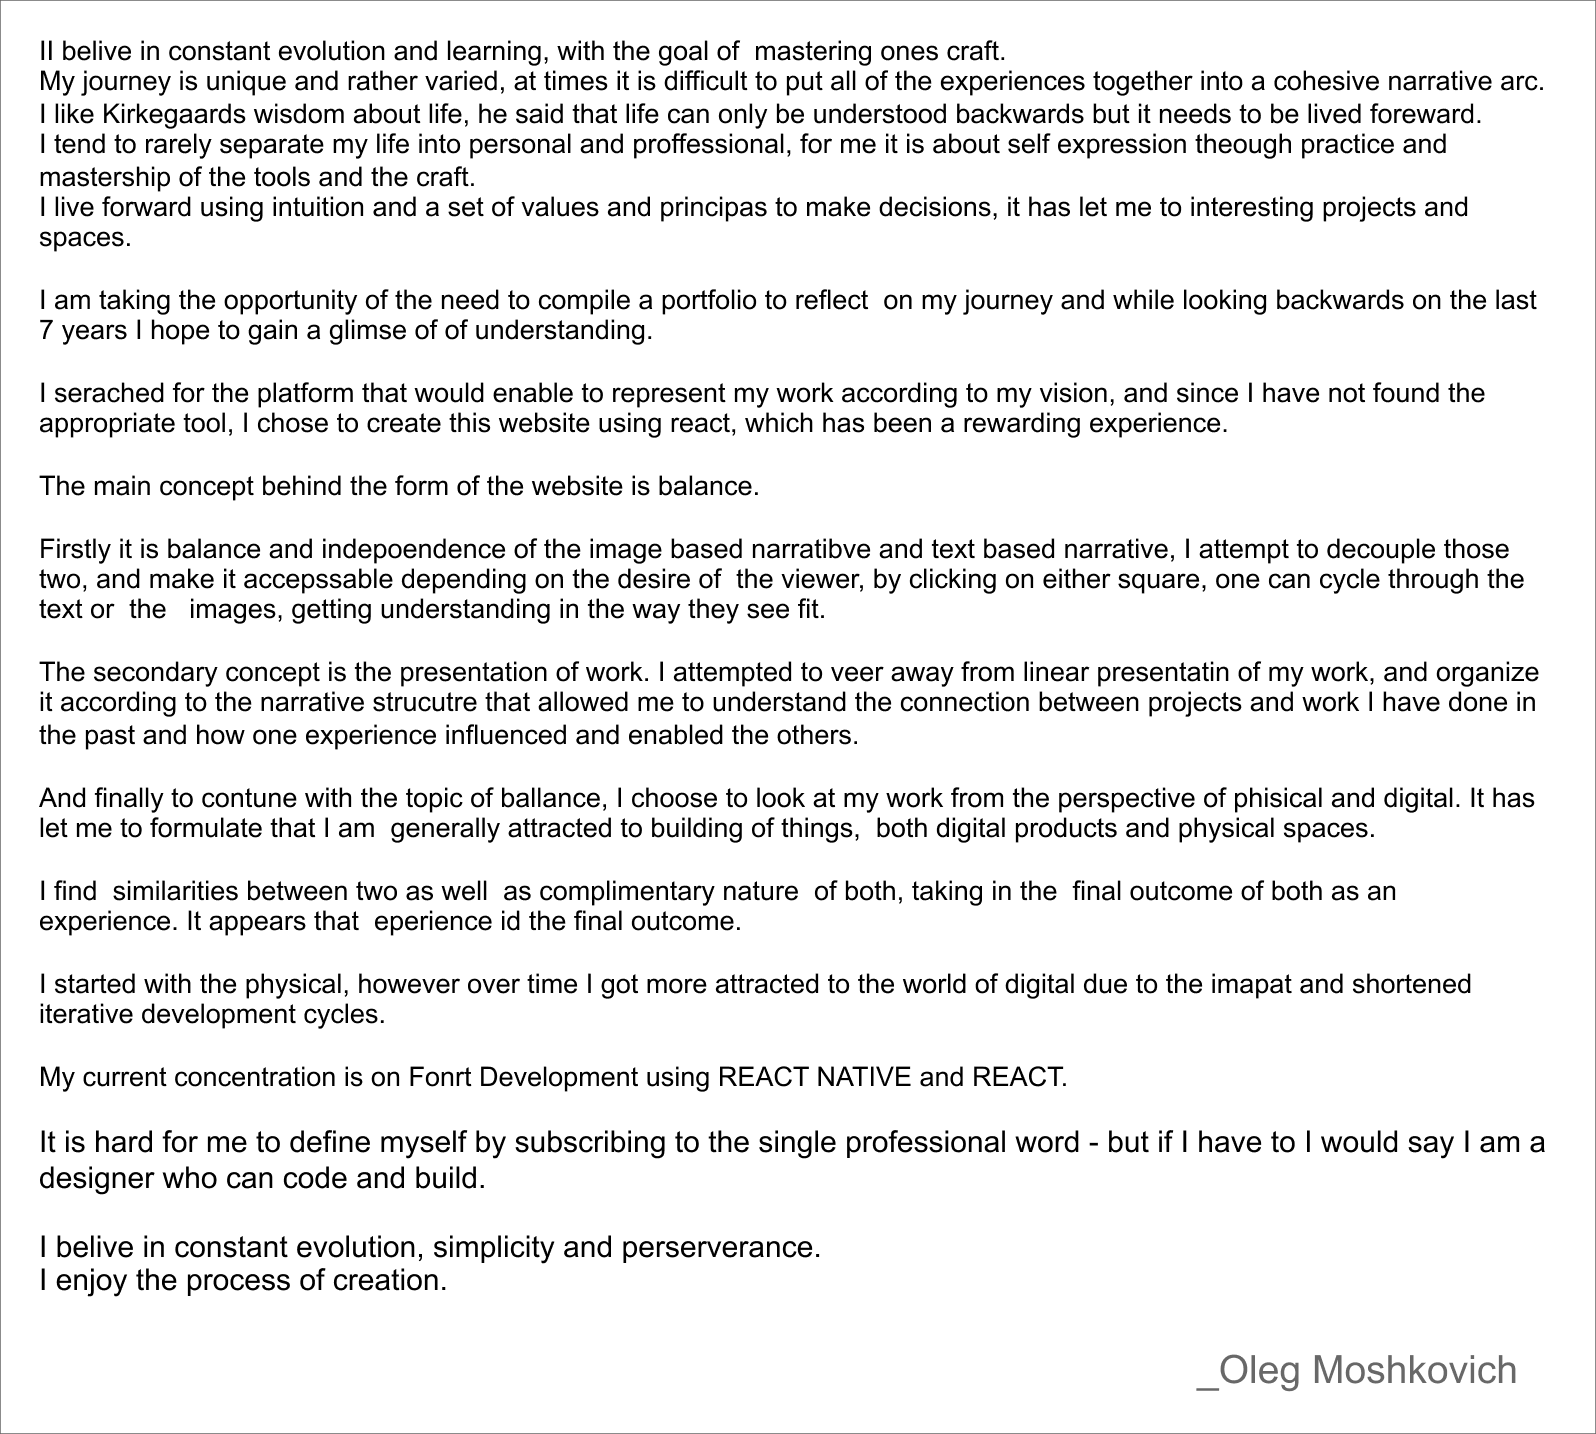 II belive in constant evolution and learning, with the goal of  mastering ones craft.
My journey is unique and rather varied, at times it is difficult to put all of the experiences together into a cohesive narrative arc.
I like Kirkegaards wisdom about life, he said that life can only be understood backwards but it needs to be lived foreward.
I tend to rarely separate my life into personal and proffessional, for me it is about self expression theough practice and
mastership of the tools and the craft.
I live forward using intuition and a set of values and principas to make decisions, it has let me to interesting projects and
spaces.
I am taking the opportunity of the need to compile a portfolio to reflect  on my journey and while looking backwards on the last
7 years I hope to gain a glimse of of understanding.
I serached for the platform that would enable to represent my work according to my vision, and since I have not found the
appropriate tool, I chose to create this website using react, which has been a rewarding experience.
The main concept behind the form of the website is balance.
Firstly it is balance and indepoendence of the image based narratibve and text based narrative, I attempt to decouple those
two, and make it accepssable depending on the desire of  the viewer, by clicking on either square, one can cycle through the
text or  the   images, getting understanding in the way they see fit.
The secondary concept is the presentation of work. I attempted to veer away from linear presentatin of my work, and organize
it according to the narrative strucutre that allowed me to understand the connection between projects and work I have done in
the past and how one experience influenced and enabled the others.
And finally to contune with the topic of ballance, I choose to look at my work from the perspective of phisical and digital. It has
let me to formulate that I am  generally attracted to building of things,  both digital products and physical spaces.
I find  similarities between two as well  as complimentary nature  of both, taking in the  final outcome of both as an
experience. It appears that  eperience id the final outcome.
I started with the physical, however over time I got more attracted to the world of digital due to the imapat and shortened
iterative development cycles.
My current concentration is on Fonrt Development using REACT NATIVE and REACT.
It is hard for me to define myself by subscribing to the single professional word - but if I have to I would say I am a
designer who can code and build.
I belive in constant evolution, simplicity and perserverance.
I enjoy the process of creation.
_Oleg Moshkovich